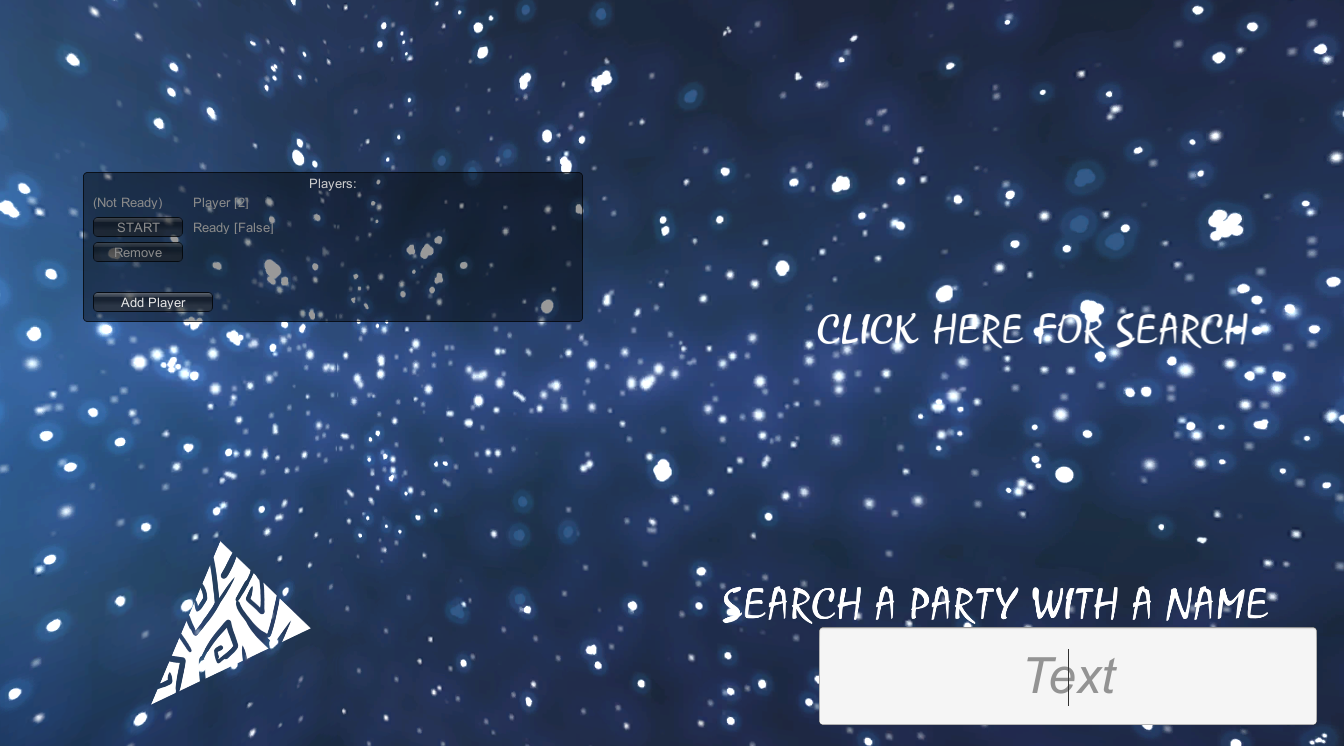 Players:
(Not Ready) Player [2]
START Ready [False]
Remove
Add Player
CLICK HERE FOR SEARCH
SEARCH A PARTY WITH A NAME
Text